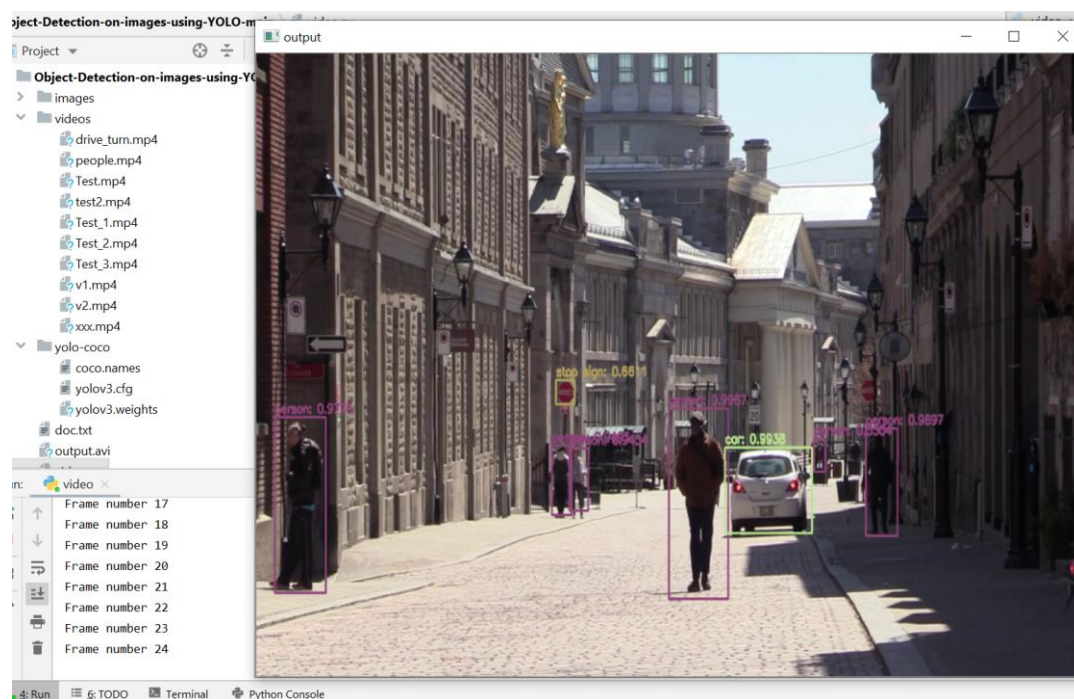 Object-Detection-on-images-using-YOLO-m
output
Project
Object-Detection-on-images-using-YO
images
videos
drive_turn.mp4
people.mp4
Test.mp4
test2.mp4
Test_1.mp4
Test_2.mp4
Test_3.mp4
v1.mp4
v2.mp4
xxx.mp4
yolo-coco
coco.names
yolov3.cfg
yolov3.weights
doc.txt
output.avi
video
Frame number 17
Frame number 18
Frame number 19
Frame number 20
Frame number 21
Frame number 22
Frame number 23
Frame number 24
4: Run
6: TODO
Terminal
Python Console
stop sign:
person:
person: 0.9967
car: 0.9938
person: 0.9697
20